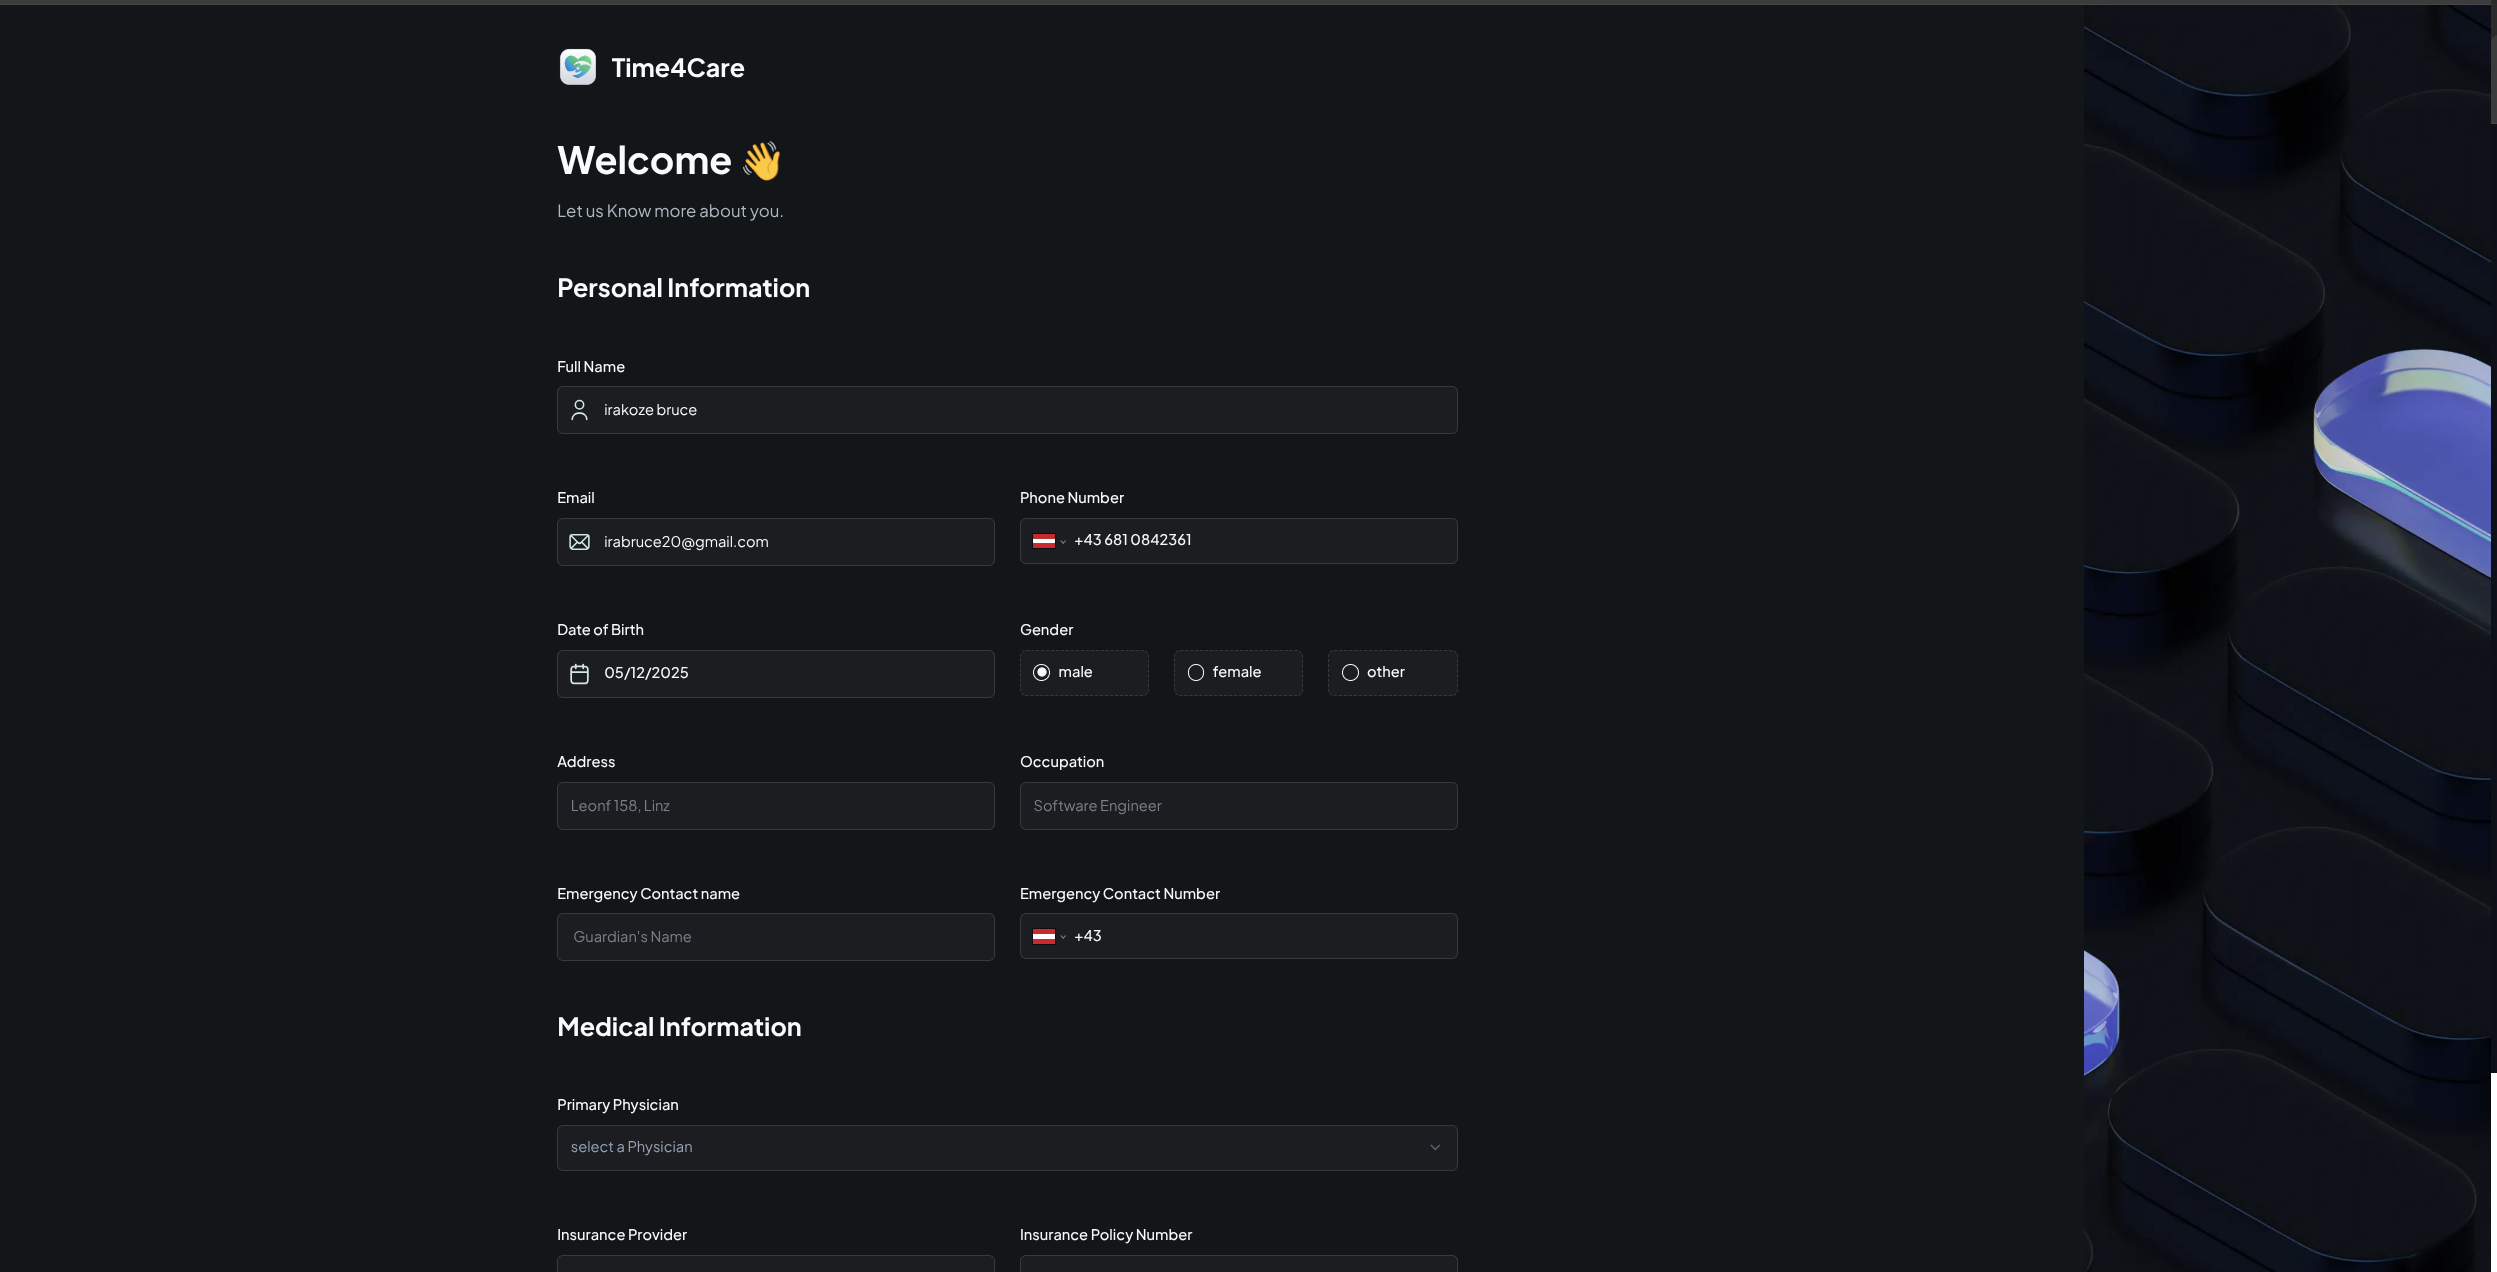 Time4Care
Welcome 👋
Let us Know more about you.
Personal Information
Full Name
irakoze bruce
Email
Phone Number
irabruce20@gmail.com
+43 681 0842361
Date of Birth
Gender
05/12/2025
male
female
other
Address
Occupation
Leonf 158, Linz
Software Engineer
Emergency Contact name
Emergency Contact Number
Guardian's Name
+43
Medical Information
Primary Physician
select a Physician
Insurance Provider
Insurance Policy Number